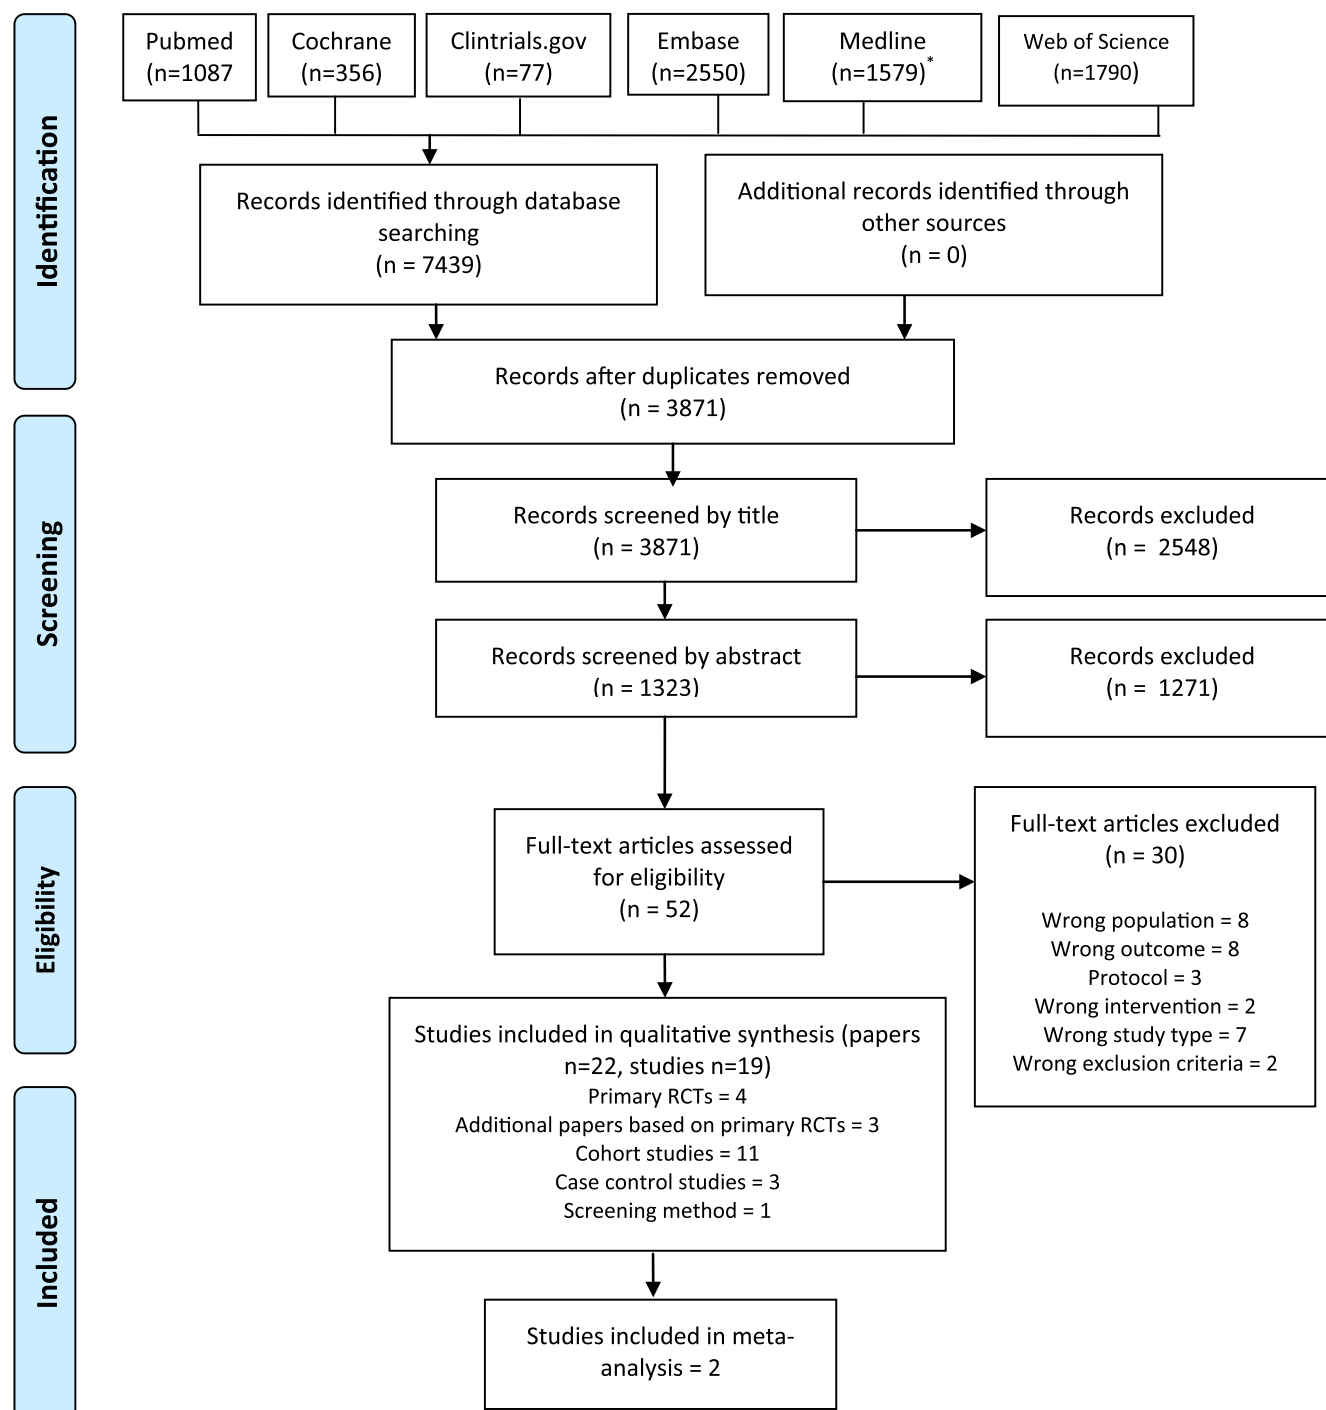 Pubmed
(n=1087
Cochrane
(n=356)
Clintrials.gov
(n=77)
Embase
(n=2550)
Medline
(n=1579)*
Web of Science
(n=1790)
Identification
Records identified through database
searching
(n = 7439)
Additional records identified through
other sources
(n = 0)
Records after duplicates removed
(n = 3871)
Screening
Records screened by title
(n = 3871)
Records excluded
(n = 2548)
Records screened by abstract
(n = 1323)
Records excluded
(n = 1271)
Eligibility
Full-text articles assessed
for eligibility
(n = 52)
Full-text articles excluded
(n = 30)
Wrong population = 8
Wrong outcome = 8
Protocol = 3
Wrong intervention = 2
Wrong study type = 7
Wrong exclusion criteria = 2
Included
Studies included in qualitative synthesis (papers
n=22, studies n=19)
Primary RCTs = 4
Additional papers based on primary RCTs = 3
Cohort studies = 11
Case control studies = 3
Screening method = 1
Studies included in meta-
analysis = 2